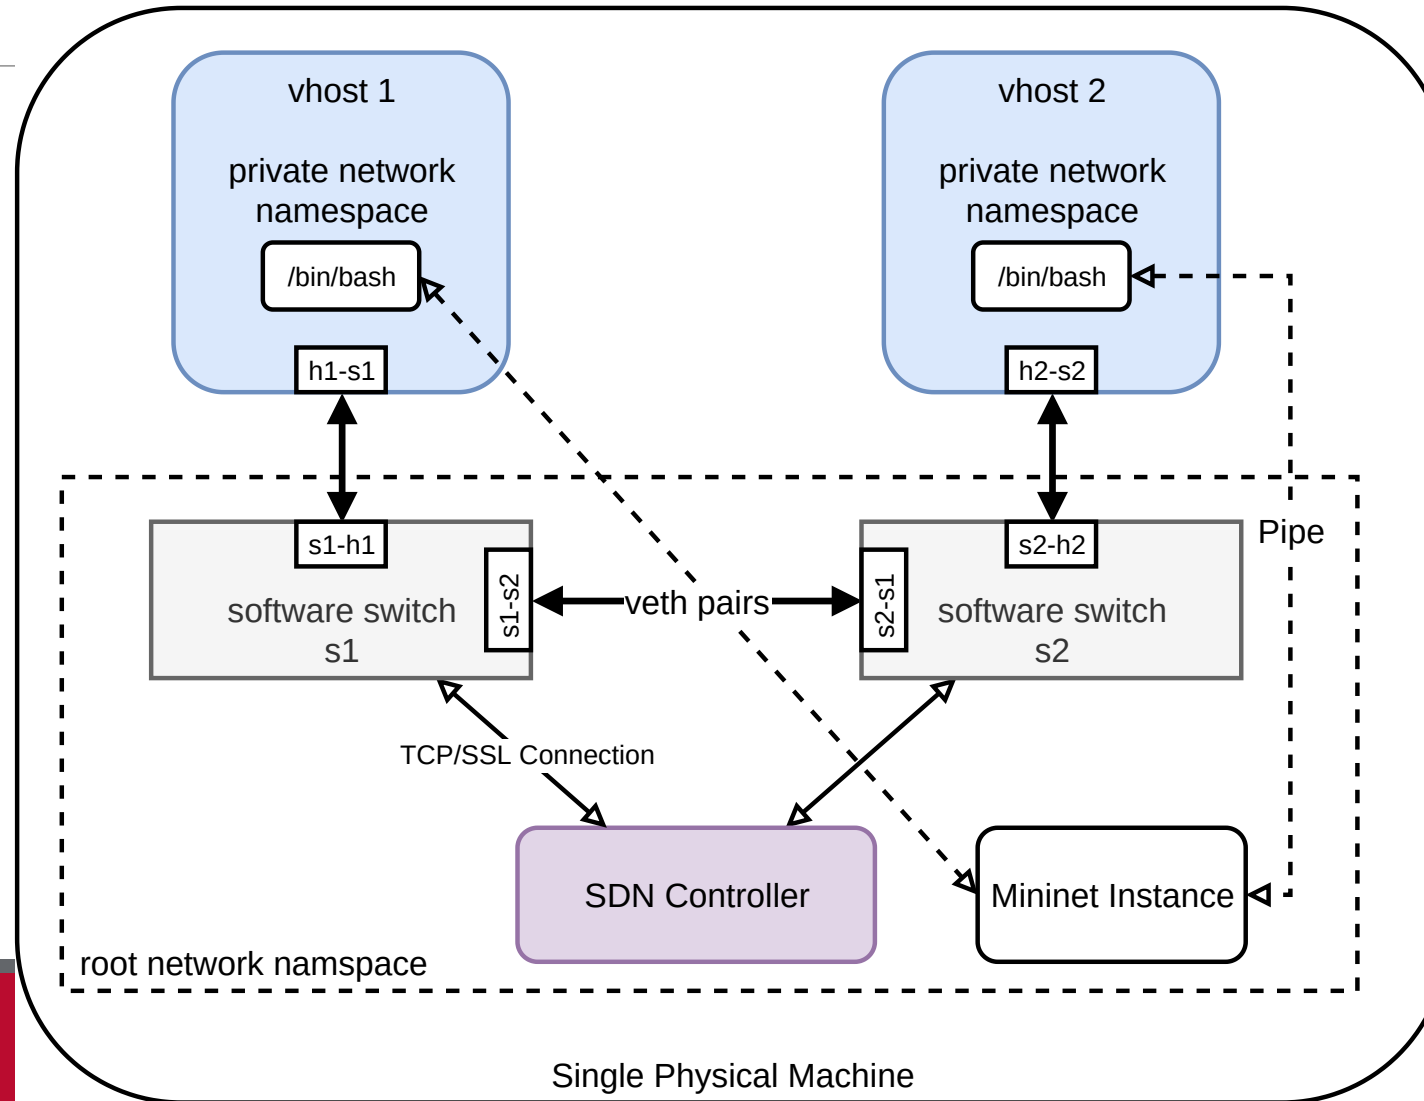 vhost 1
private network
namespace
/bin/bash
h1-s1
vhost 2
private network
namespace
/bin/bash
h2-s2
s1-h1
s1-s2
software switch
s1
veth pairs
s2-h2
s2-s1
software switch
s2
Pipe
TCP/SSL Connection
SDN Controller
Mininet Instance
root network namspace
Single Physical Machine